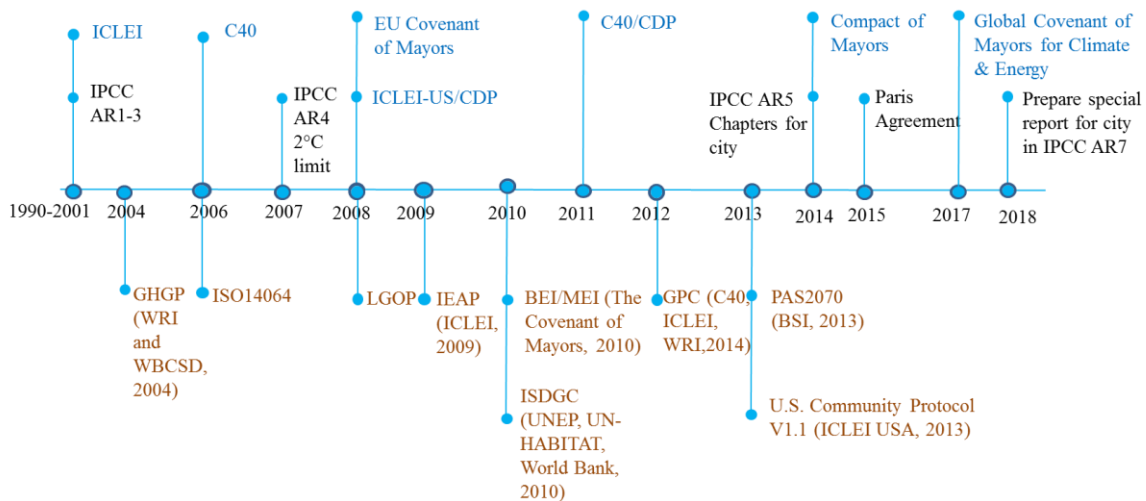 ICLEI
C40
EU Covenant
of Mayors
C40/CDP
Compact of
Mayors
Global Covenant of
Mayors for Climate
& Energy
IPCC
AR1-3
IPCC
AR4
2°C
limit
ICLEI-US/CDP
IPCC AR5
Chapters for
city
Paris
Agreement
Prepare special
report for city
in IPCC AR7
1990-2001
2004
2006
2007
2008
2009
2010
2011
2012
2013
2014
2015
2017
2018
GHGP
(WRI
and
WBCSD,
2004)
ISO14064
LGOP
IEAP
(ICLEI,
2009)
BEI/MEI (The
Covenant of
Mayors, 2010)
GPC (C40,
ICLEI,
WRI,2014)
PAS2070
(BSI, 2013)
ISDGC
(UNEP, UN-
HABITAT,
World Bank,
2010)
U.S. Community Protocol
V1.1 (ICLEI USA, 2013)